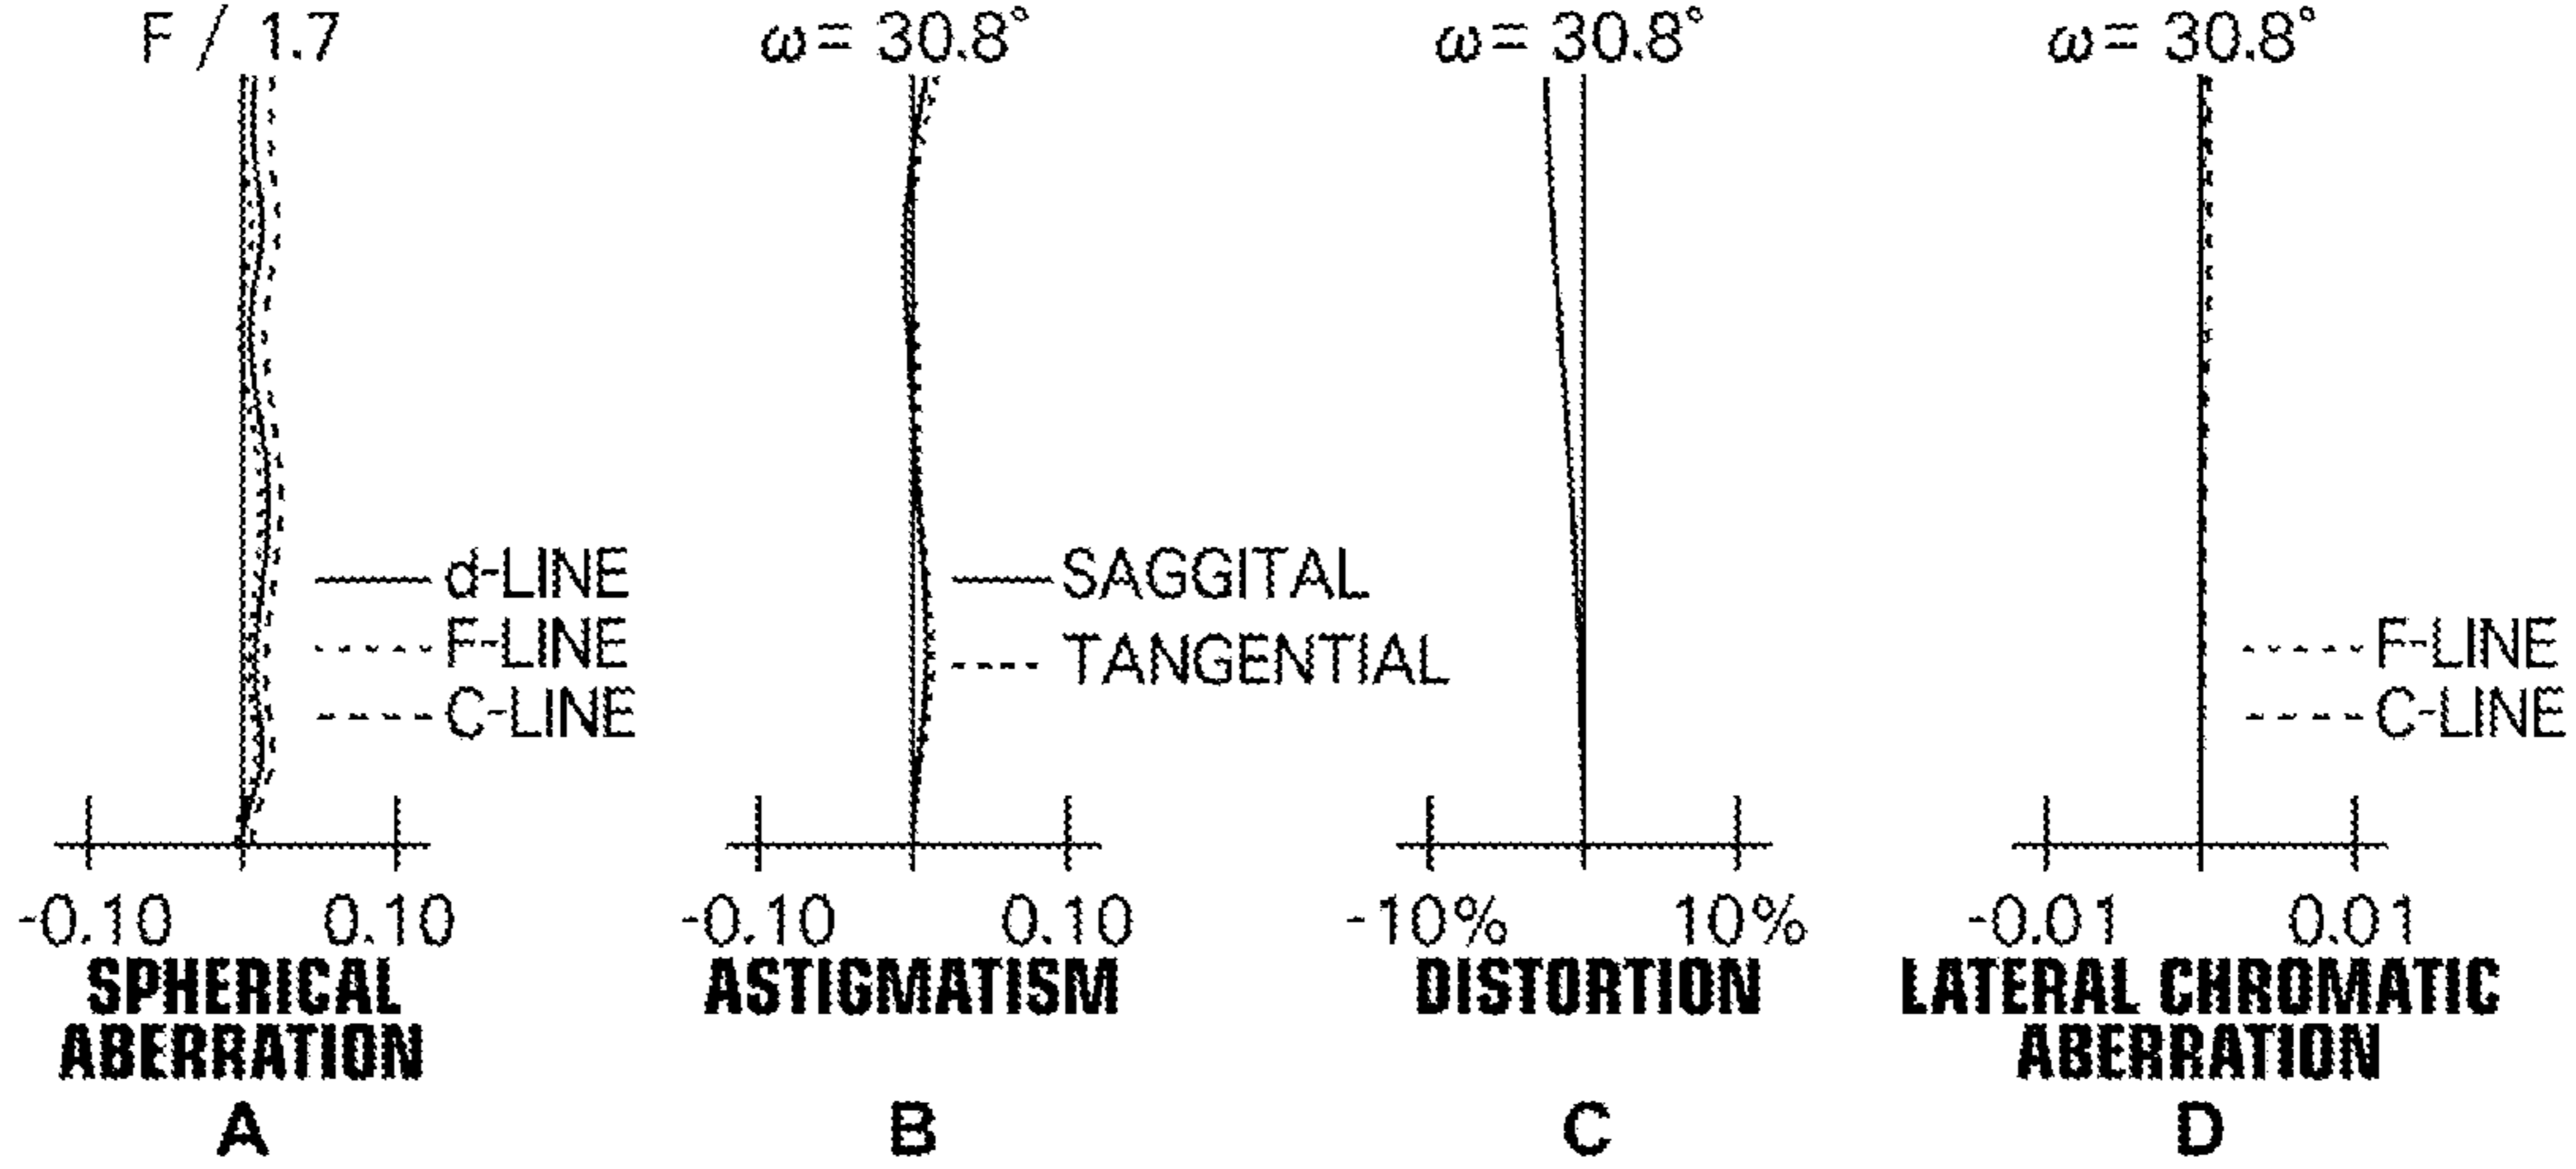 F / 1.7
d-LINE
F-LINE
C-LINE
-0.10 0.10
SPHERICAL
ABERRATION
A
ω= 30.8°
SAGGITAL
TANGENTIAL
-0.10 0.10
ASTIGMATISM
B
ω= 30.8°
-10% 10%
DISTORTION
C
ω= 30.8°
F-LINE
C-LINE
-0.01 0.01
LATERAL CHROMATIC
ABERRATION
D